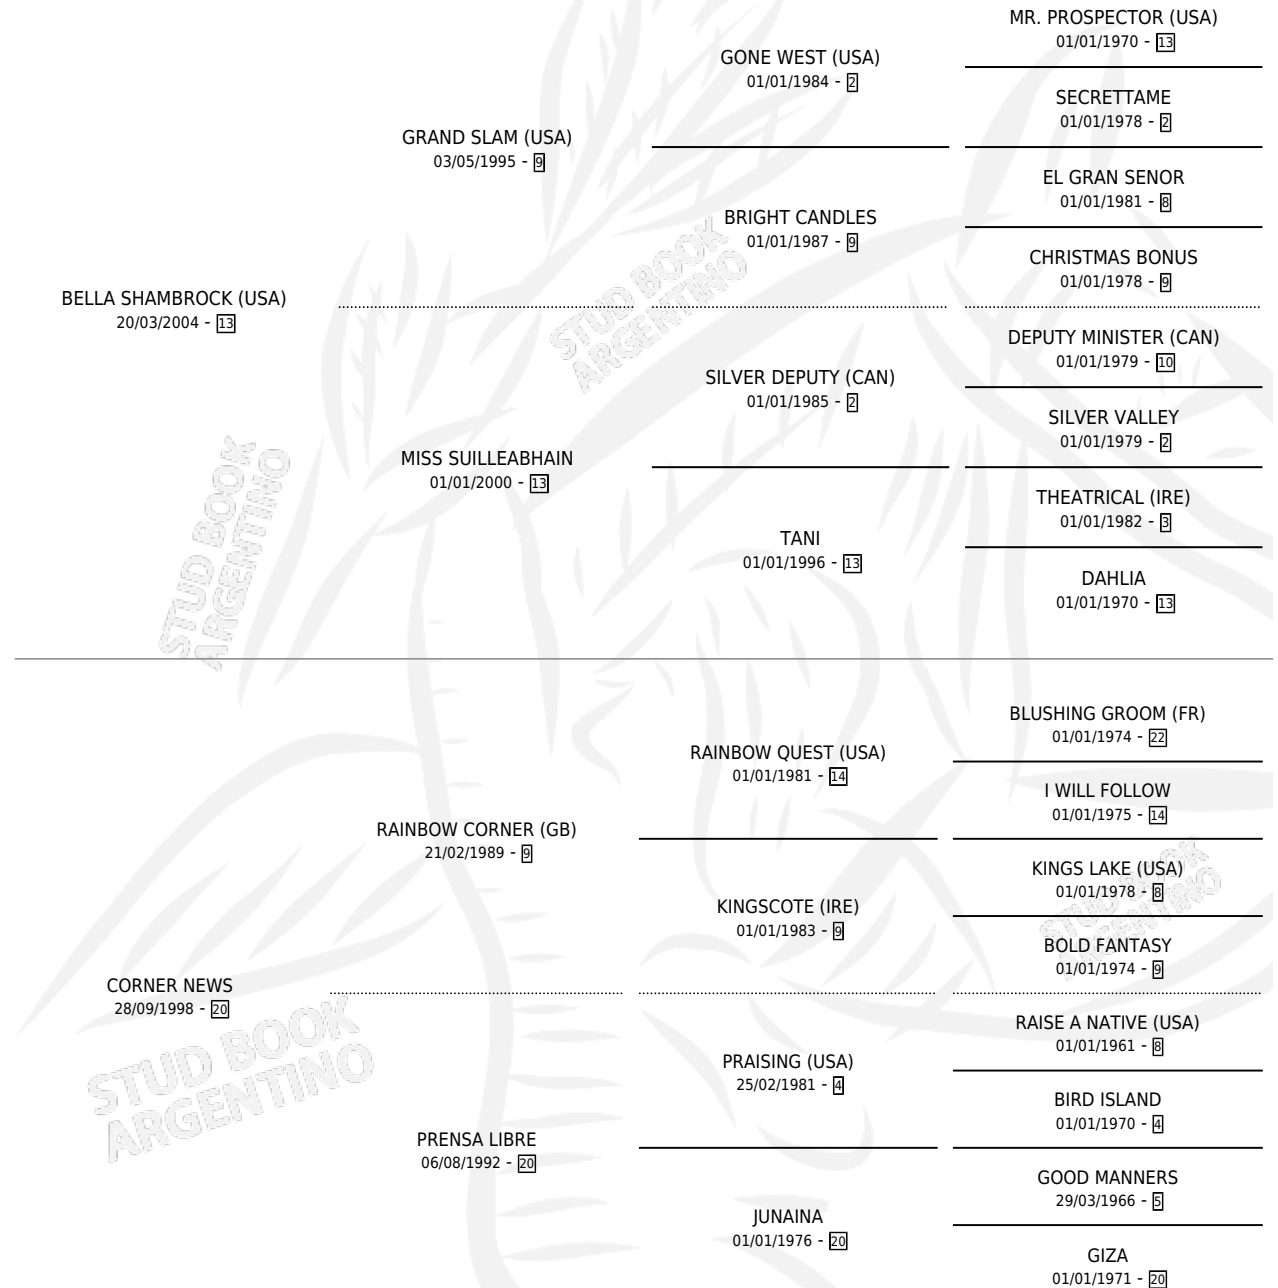 MR. PROSPECTOR (USA)
01/01/1970 - 13
GONE WEST (USA)
01/01/1984 - 2
SECRETTAME
01/01/1978 - 2
GRAND SLAM (USA)
03/05/1995 - 9
EL GRAN SENOR
01/01/1981 - 8
BRIGHT CANDLES
01/01/1987 - 9
CHRISTMAS BONUS
01/01/1978 - 9
BELLA SHAMBROCK (USA)
20/03/2004 - 13
STUD BOOK
ARGENTINO
DEPUTY MINISTER (CAN)
01/01/1979 - 10
SILVER DEPUTY (CAN)
01/01/1985 - 2
SILVER VALLEY
01/01/1979 - 2
MISS SUILLEABHAIN
01/01/2000 - 13
THEATRICAL (IRE)
01/01/1982 - 3
TANI
01/01/1996 - 13
DAHLIA
01/01/1970 - 13
STUD BOOK
ARGENTINO
BLUSHING GROOM (FR)
01/01/1974 - 22
RAINBOW QUEST (USA)
01/01/1981 - 14
I WILL FOLLOW
01/01/1975 - 14
RAINBOW CORNER (GB)
21/02/1989 - 9
KINGS LAKE (USA)
01/01/1978 - 8
STUD BOOK
ARGENTINO
KINGSCOTE (IRE)
01/01/1983 - 9
BOLD FANTASY
01/01/1974 - 9
CORNER NEWS
28/09/1998 - 20
STUD BOOK
ARGENTINO
RAISE A NATIVE (USA)
01/01/1961 - 8
PRAISING (USA)
25/02/1981 - 4
BIRD ISLAND
01/01/1970 - 4
PRENSA LIBRE
06/08/1992 - 20
GOOD MANNERS
29/03/1966 - 5
JUNAINA
01/01/1976 - 20
GIZA
01/01/1971 - 20